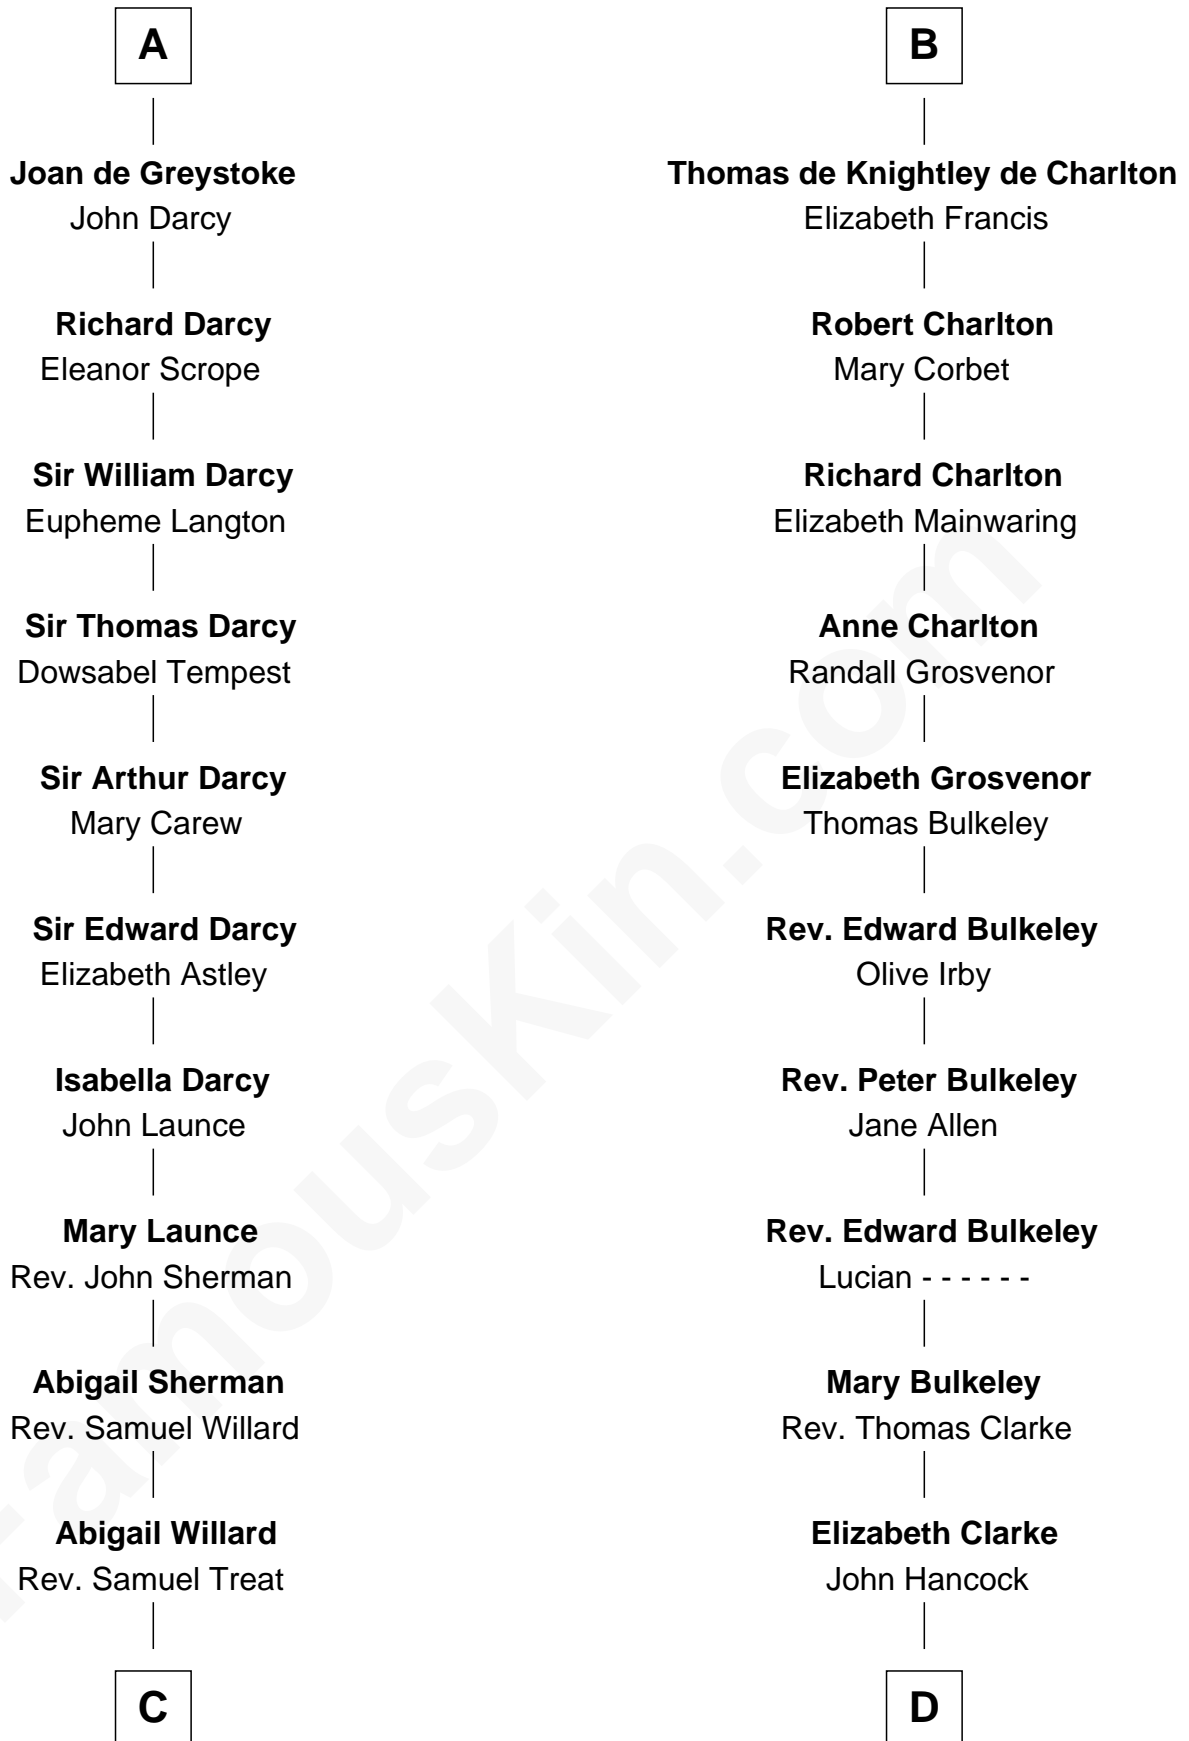 A
Joan de Greystoke
John Darcy
Richard Darcy
Eleanor Scrope
Sir William Darcy
Eupheme Langton
Sir Thomas Darcy
Dowsabel Tempest
Sir Arthur Darcy
Mary Carew
Sir Edward Darcy
Elizabeth Astley
Isabella Darcy
John Launce
Mary Launce
Rev. John Sherman
Abigail Sherman
Rev. Samuel Willard
Abigail Willard
Rev. Samuel Treat
C
B
Thomas de Knightley de Charlton
Elizabeth Francis
Robert Charlton
Mary Corbet
Richard Charlton
Elizabeth Mainwaring
Anne Charlton
Randall Grosvenor
Elizabeth Grosvenor
Thomas Bulkeley
Rev. Edward Bulkeley
Olive Irby
Rev. Peter Bulkeley
Jane Allen
Rev. Edward Bulkeley
Lucian - - - - - -
Mary Bulkeley
Rev. Thomas Clarke
Elizabeth Clarke
John Hancock
D
FamousKin.com